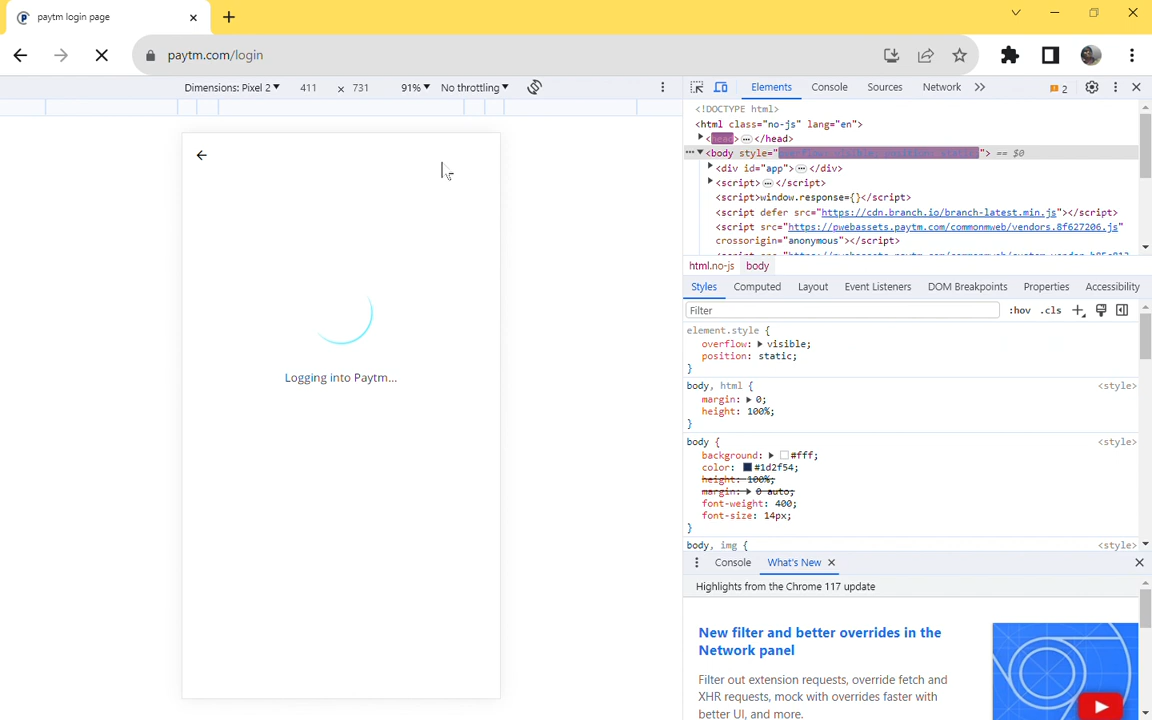 paytm login page
paytm.com/login
Dimensions: Pixel 2 ▼ 411 × 731 91% ▼ No throttling ▼
Elements Console Sources Network 2
<!DOCTYPE html>
<html class="no-js" lang="en">
<head> … </head>
<body style="overflow: visible; position: static;"> == $0
<div id="app"> … </div>
<script> … </script>
<script>window.response={}</script>
<script defer src="https://cdn.branch.io/branch-latest.min.js"></script>
<script src="https://pwebassets.paytm.com/commonmweb/vendors.8f627206.js"
crossorigin="anonymous"></script>
html.no-js body
Styles Computed Layout Event Listeners DOM Breakpoints Properties Accessibility
Filter :hov .cls
element.style {
overflow: visible;
position: static;
}
body, html { <style>
margin: 0;
height: 100%;
}
body { <style>
background: #fff;
color: #1d2f54;
height: 100%;
margin: 0 auto;
font-weight: 400;
font-size: 14px;
}
body, img { <style>
Console What's New
Highlights from the Chrome 117 update
New filter and better overrides in the
Network panel
Filter out extension requests, override fetch and
XHR requests, mock with overrides faster with
better UI, and more.
Logging into Paytm...